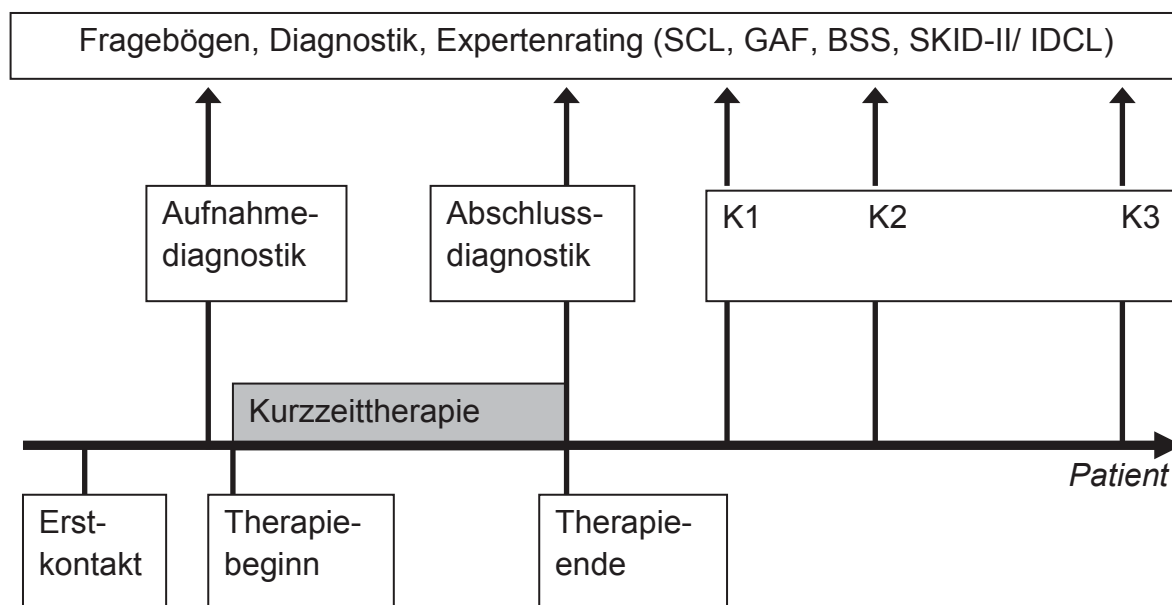 Fragebögen, Diagnostik, Expertenrating (SCL, GAF, BSS, SKID-II/ IDCL)
Aufnahme-
diagnostik
Abschluss-
diagnostik
K1
K2
K3
Kurzzeittherapie
Patient
Erst-
kontakt
Therapie-
beginn
Therapie-
ende